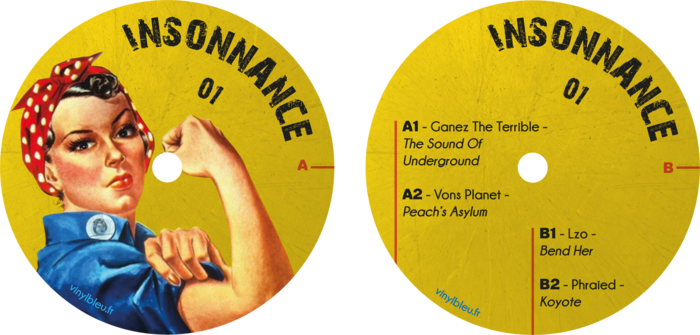 INSONNANCE
01
A
vinylbleu.fr
INSONNANCE
01
A1 - Ganez The Terrible -
The Sound Of
Underground
A2 - Vons Planet -
Peach's Asylum
B
B1 - Lzo -
Bend Her
B2 - Phraied -
Koyote
vinylbleu.fr